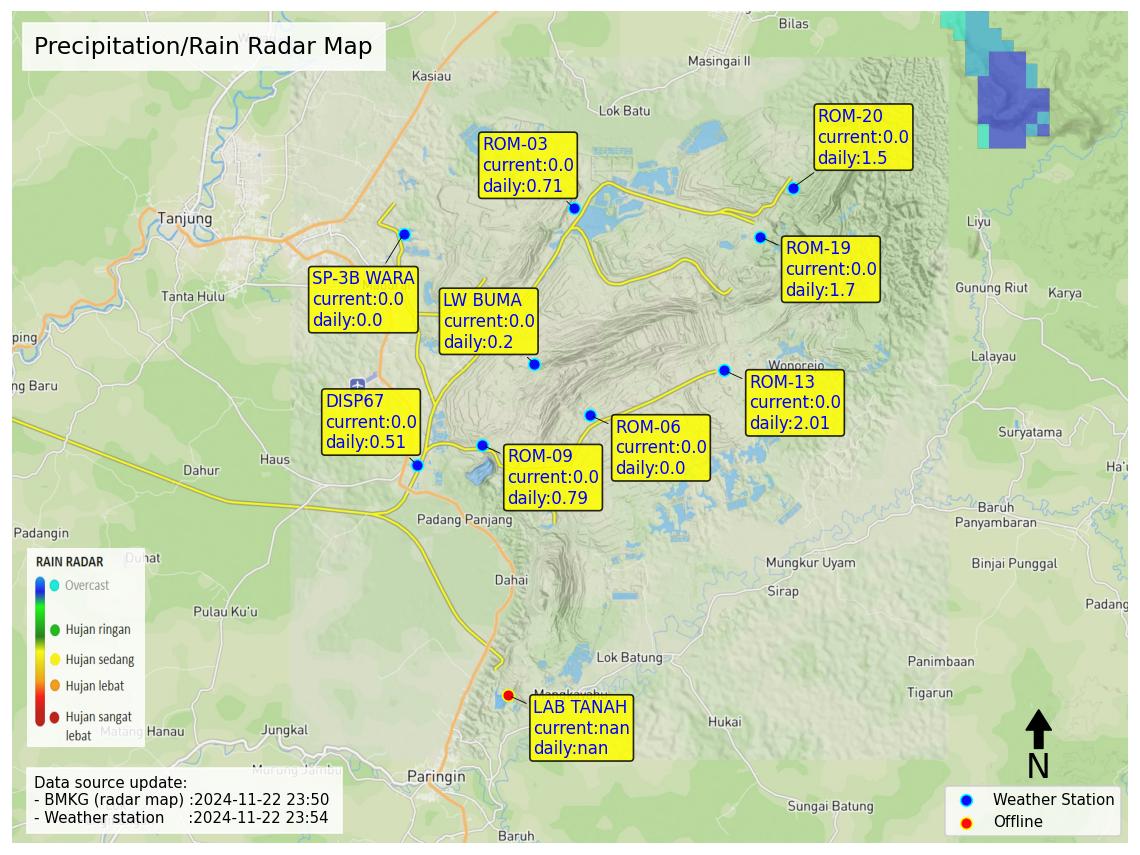 Precipitation/Rain Radar Map
Bilas
Masingai II
Kasiau
Lok Batu
ROM-20
current:0.0
daily:1.5
ROM-03
current:0.0
daily:0.71
Tanjung
Liyu
ROM-19
current:0.0
daily:1.7
SP-3B WARA
current:0.0
daily:0.0
Tanta Hulu
LW BUMA
current:0.0
daily:0.2
Gunung Riut
Karya
ping
Lalayau
ng Baru
Wonorejo
ROM-13
current:0.0
daily:2.01
DISP67
current:0.0
daily:0.51
ROM-06
current:0.0
daily:0.0
Suryatama
ROM-09
current:0.0
daily:0.79
Haus
Dahur
Ha'u
Baruh
Panyambaran
Padang Panjang
Padangin
Duhat
Mungkur Uyam
Binjai Punggal
Dahai
Sirap
Padang
Pulau Ku'u
RAIN RADAR
Overcast
Hujan ringan
Hujan sedang
Hujan lebat
Hujan sangat
lebat
Lok Batung
Panimbaan
Tigarun
LAB TANAH
current:nan
daily:nan
Hukai
Matang Hanau
Jungkal
Murung Jambu
Paringin
N
Sungai Batung
Baruh
Data source update:
- BMKG (radar map) :2024-11-22 23:50
- Weather station :2024-11-22 23:54
Weather Station
Offline